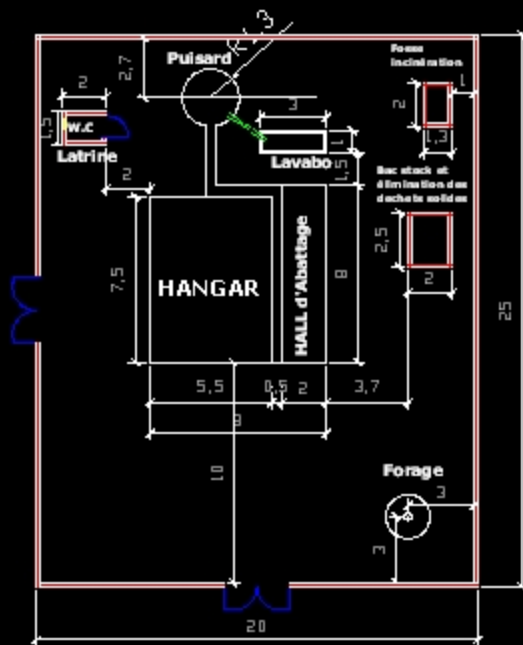 R1,3
2,7
Puisard
Fosse
incinération
1
2
2
3
1,5
W.C
1
1,3
Latrine
Lavabo
1,5
Bac stock et
élimination des
dechets solides
2
2,5
7,5
HANGAR
HALL d'Abattage
8
2
25
5,5
0,5
2
3,7
8
10
Forage
3
3
20